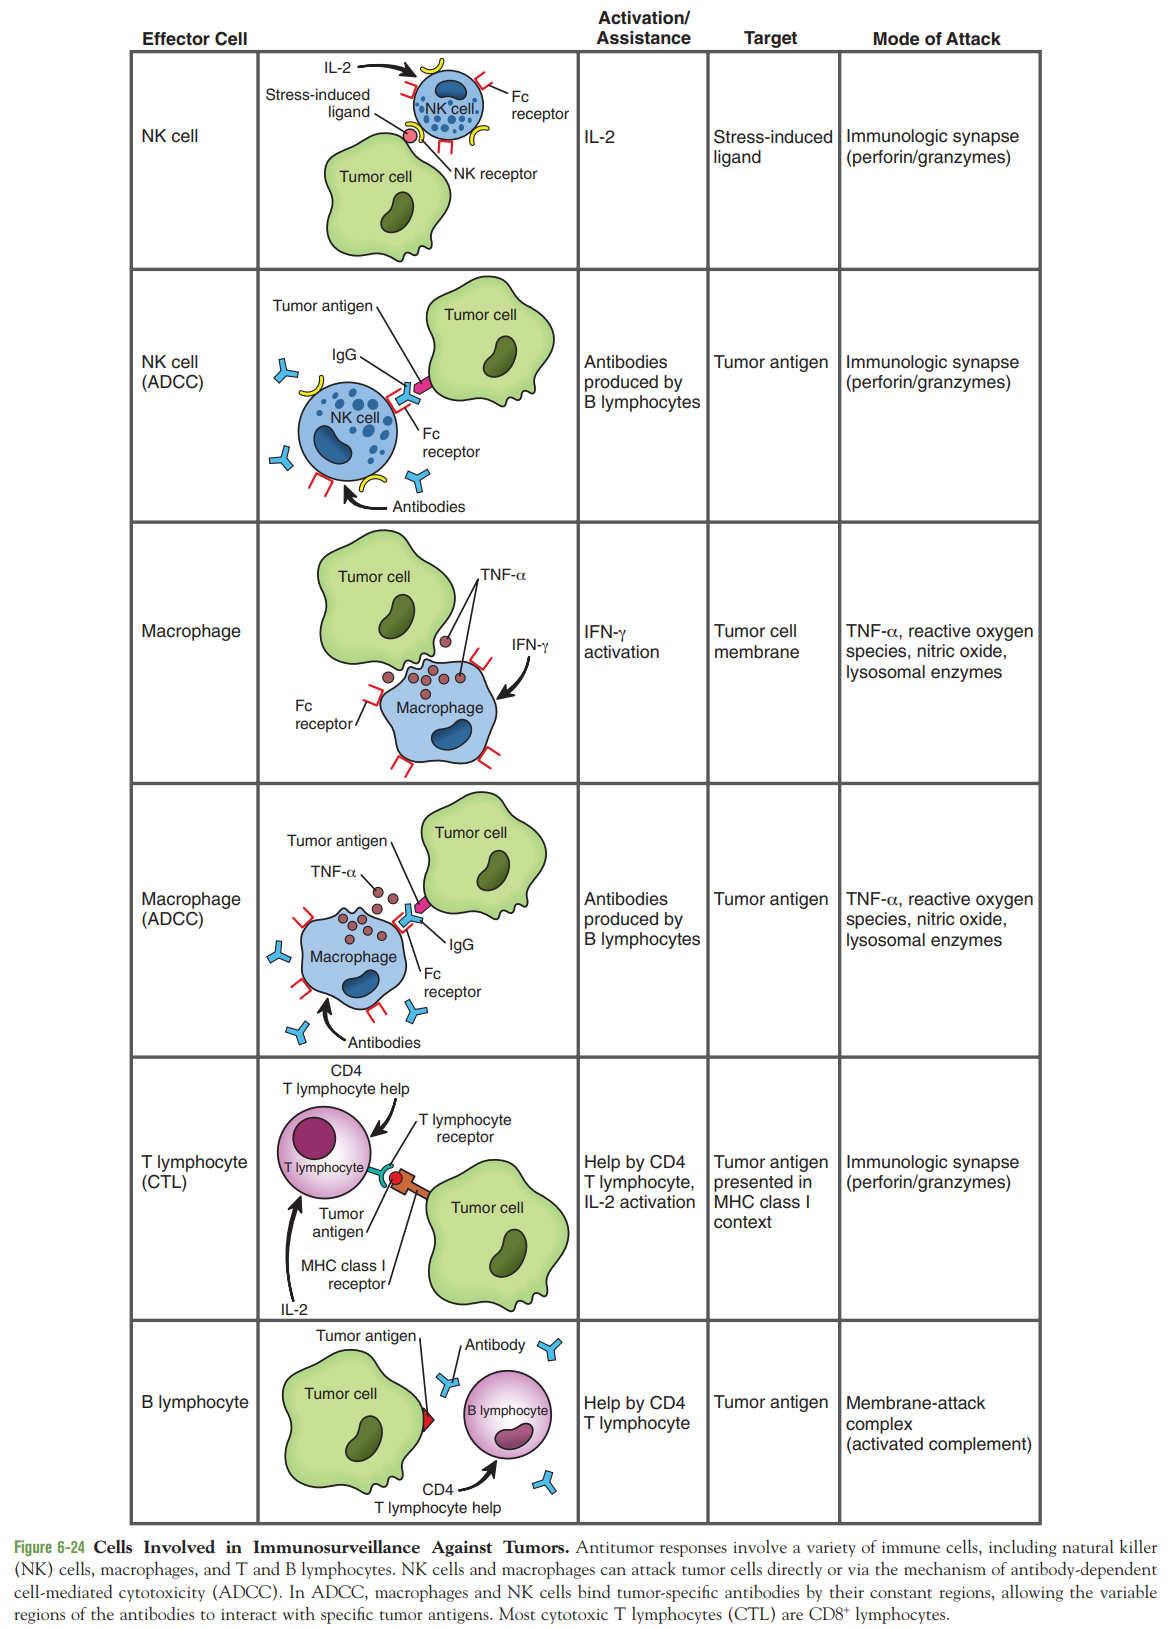 Effector Cell
Activation/
Assistance
Target
Mode of Attack
NK cell
IL-2
Stress-induced
ligand
NK cell
Fc
receptor
Tumor cell
NK receptor
IL-2
Stress-induced
ligand
Immunologic synapse
(perforin/granzymes)
NK cell
(ADCC)
Tumor antigen
Tumor cell
IgG
NK cell
Fc
receptor
Antibodies
Antibodies
produced by
B lymphocytes
Tumor antigen
Immunologic synapse
(perforin/granzymes)
Macrophage
Tumor cell
TNF-α
IFN-γ
Fc
receptor
Macrophage
IFN-γ
activation
Tumor cell
membrane
TNF-α, reactive oxygen
species, nitric oxide,
lysosomal enzymes
Macrophage
(ADCC)
Tumor antigen
Tumor cell
TNF-α
IgG
Macrophage
Fc
receptor
Antibodies
Antibodies
produced by
B lymphocytes
Tumor antigen
TNF-α, reactive oxygen
species, nitric oxide,
lysosomal enzymes
T lymphocyte
(CTL)
CD4
T lymphocyte help
T lymphocyte
receptor
T lymphocyte
Tumor
antigen
Tumor cell
MHC class I
receptor
IL-2
Help by CD4
T lymphocyte,
IL-2 activation
Tumor antigen
presented in
MHC class I
context
Immunologic synapse
(perforin/granzymes)
B lymphocyte
Tumor antigen
Antibody
Tumor cell
B lymphocyte
CD4
T lymphocyte help
Help by CD4
T lymphocyte
Tumor antigen
Membrane-attack
complex
(activated complement)
Figure 6-24 Cells Involved in Immunosurveillance Against Tumors. Antitumor responses involve a variety of immune cells, including natural killer
(NK) cells, macrophages, and T and B lymphocytes. NK cells and macrophages can attack tumor cells directly or via the mechanism of antibody-dependent
cell-mediated cytotoxicity (ADCC). In ADCC, macrophages and NK cells bind tumor-specific antibodies by their constant regions, allowing the variable
regions of the antibodies to interact with specific tumor antigens. Most cytotoxic T lymphocytes (CTL) are CD8⁺ lymphocytes.